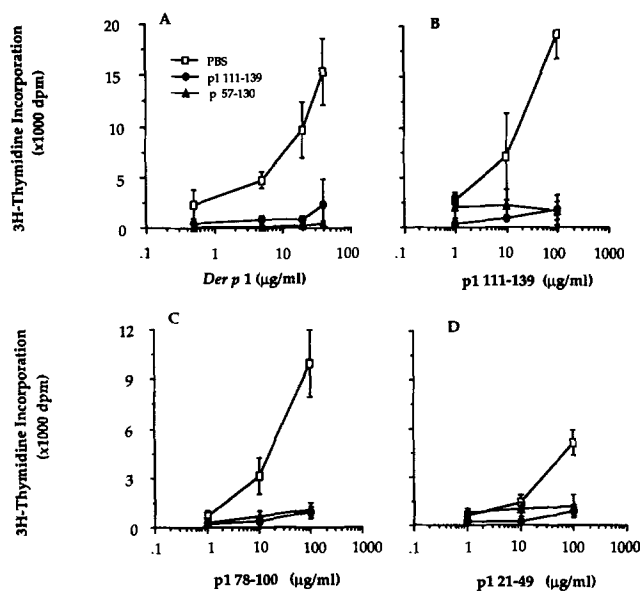 A
B
20
15
10
5
0
PBS
p1 111-139
p 57-130
3H-Thymidine Incorporation
(x1000 dpm)
.1 1 10 100
.1 1 10 100 1000
Der p 1 (µg/ml)
p1 111-139 (µg/ml)
C
D
12
9
6
3
0
3H-Thymidine Incorporation
(x1000 dpm)
.1 1 10 100 1000
.1 1 10 100 1000
p1 78-100 (µg/ml)
p1 21-49 (µg/ml)